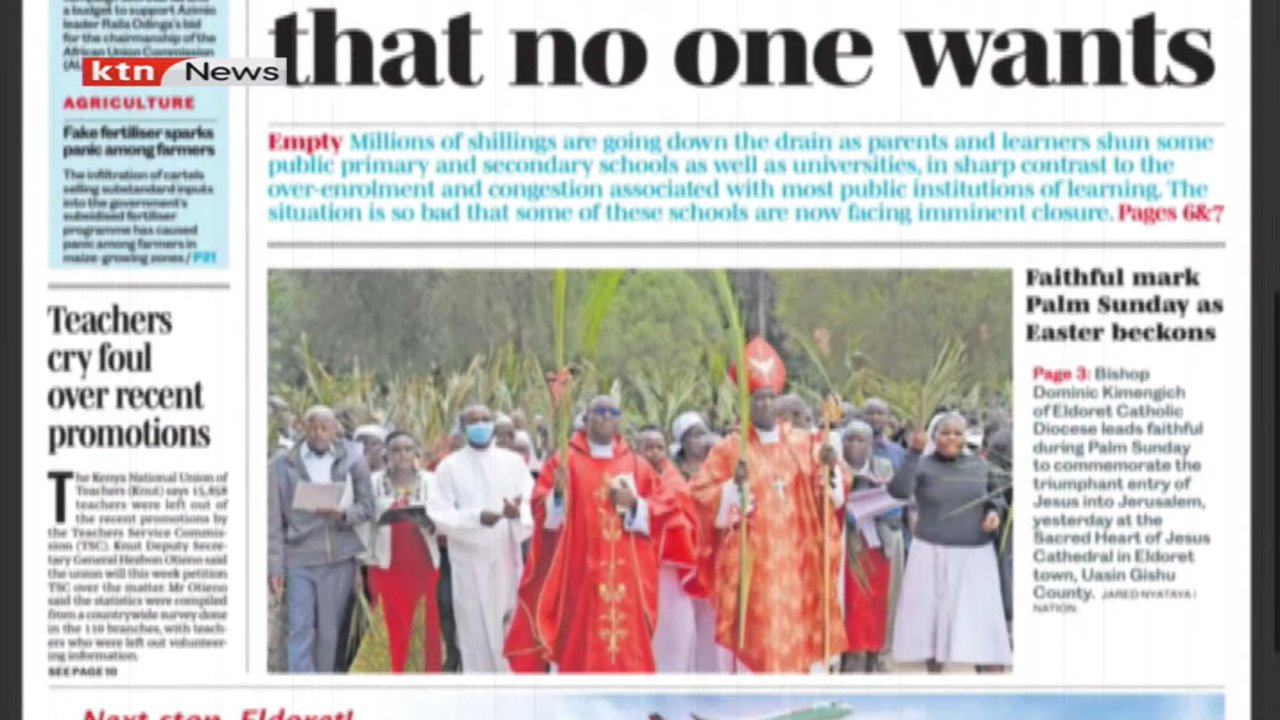 a budget to support Azimio
leader Raila Odinga's bid
for the chairmanship of the
African Union Commission
ktn News
AGRICULTURE
Fake fertiliser sparks
panic among farmers
The infiltration of cartels
selling substandard inputs
into the government's
subsidised fertiliser
programme has caused
panic among farmers in
maize-growing zones / P21
Teachers
cry foul
over recent
promotions
The Kenya National Union of
Teachers (Knut) says 15,858
teachers were left out of
the recent promotions by
the Teachers Service Commis-
sion (TSC). Knut Deputy Secre-
tary General Hesbon Otieno said
the union will this week petition
TSC over the matter. Mr Otieno
said the statistics were compiled
from a countrywide survey done
in the 110 branches, with teach-
ers who were left out volunteer-
ing information.
SEE PAGE 10
that no one wants
Empty Millions of shillings are going down the drain as parents and learners shun some
public primary and secondary schools as well as universities, in sharp contrast to the
over-enrolment and congestion associated with most public institutions of learning. The
situation is so bad that some of these schools are now facing imminent closure. Pages 6&7
Faithful mark
Palm Sunday as
Easter beckons
Page 3: Bishop
Dominic Kimengich
of Eldoret Catholic
Diocese leads faithful
during Palm Sunday
to commemorate the
triumphant entry of
Jesus into Jerusalem,
yesterday at the
Sacred Heart of Jesus
Cathedral in Eldoret
town, Uasin Gishu
County. JARED NYATAYA |
NATION
Next stop, Eldoret!